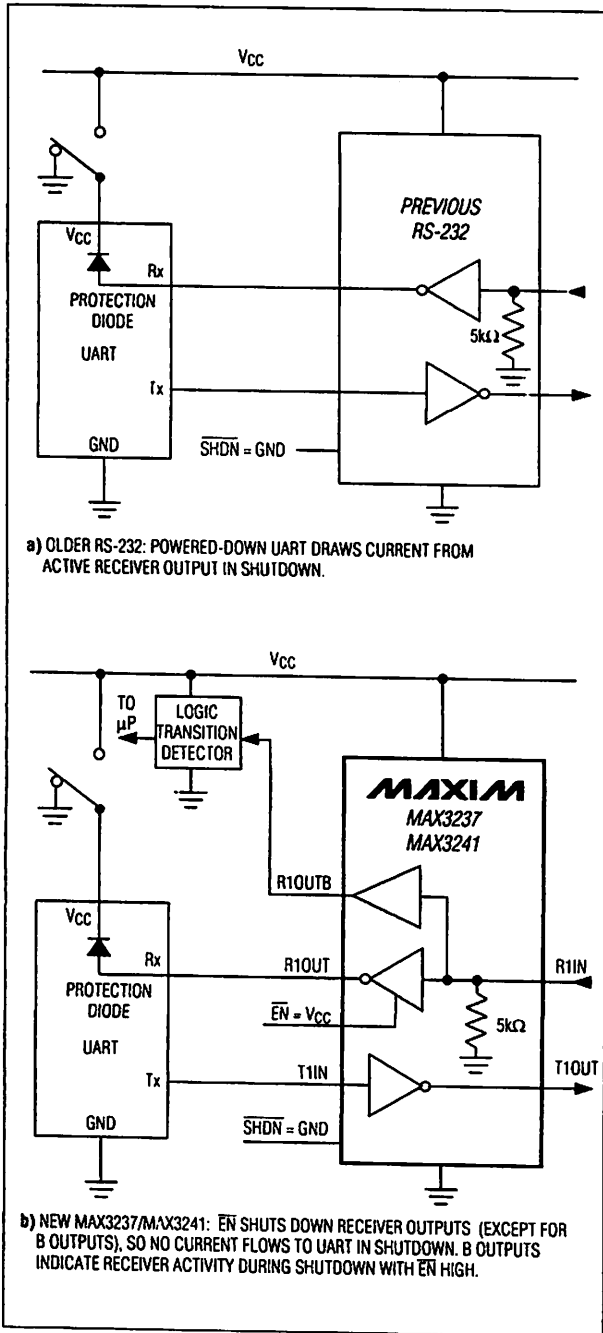 VCC
PREVIOUS
RS-232
VCC
Rx
PROTECTION
DIODE
5kΩ
UART
Tx
GND
SHDN = GND
a) OLDER RS-232: POWERED-DOWN UART DRAWS CURRENT FROM
ACTIVE RECEIVER OUTPUT IN SHUTDOWN.
VCC
TO
µP
LOGIC
TRANSITION
DETECTOR
MAXIM
MAX3237
MAX3241
R1OUTB
VCC
Rx
R1OUT
R1IN
PROTECTION
DIODE
EN = VCC
5kΩ
UART
Tx
T1IN
T1OUT
GND
SHDN = GND
b) NEW MAX3237/MAX3241: EN SHUTS DOWN RECEIVER OUTPUTS (EXCEPT FOR
B OUTPUTS), SO NO CURRENT FLOWS TO UART IN SHUTDOWN. B OUTPUTS
INDICATE RECEIVER ACTIVITY DURING SHUTDOWN WITH EN HIGH.